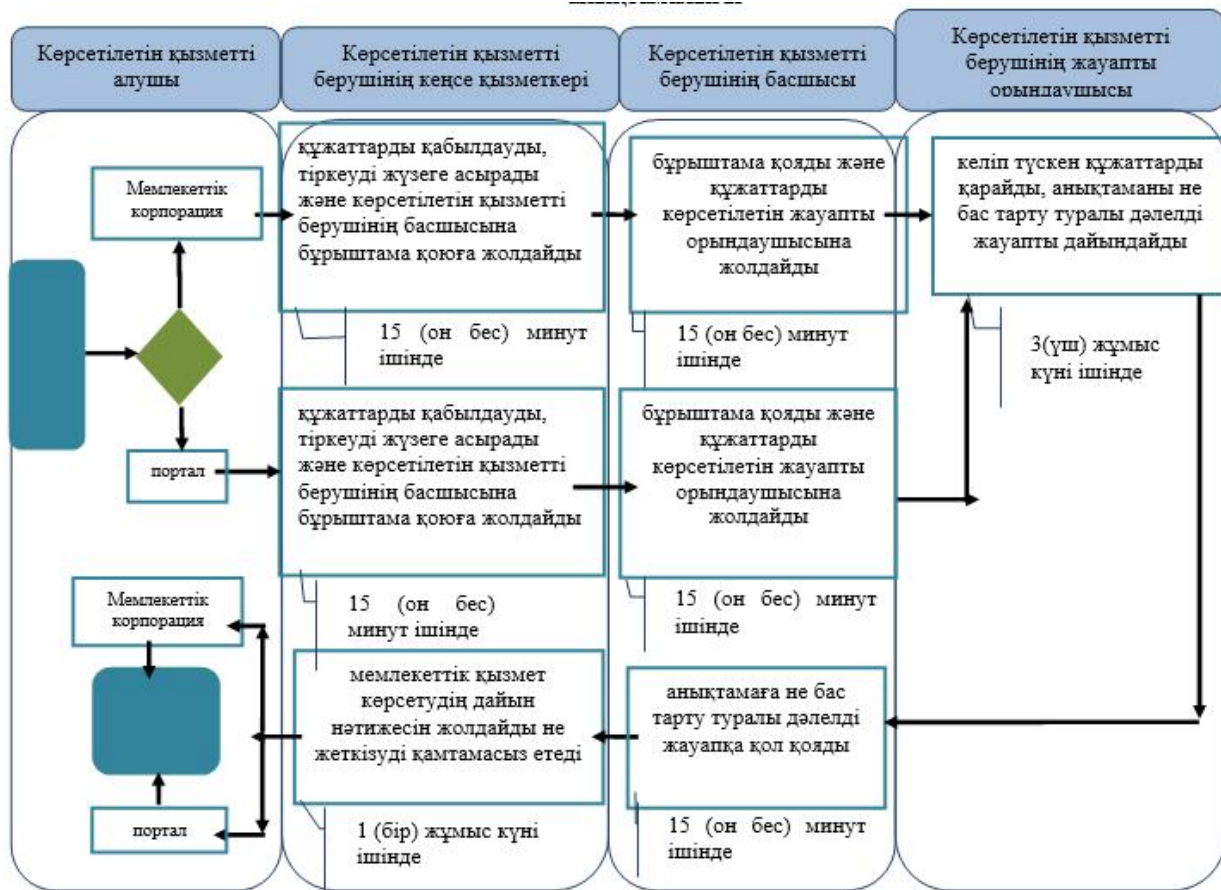 Көрсетілетін қызметті
алушы
Көрсетілетін қызметті
берушінің кеңсе қызметкері
Көрсетілетін қызметті
берушінің басшысы
Көрсетілетін қызметті
берушінің жауапты
орындаушысы
Мемлекеттік
корпорация
құжаттарды қабылдауды,
тіркеуді жүзеге асырады
және көрсетілетін қызметті
берушінің басшысына
бұрыштама қоюға жолдайды
бұрыштама қояды және
құжаттарды
көрсетілетін жауапты
орындаушысына
жолдайды
келіп түскен құжаттарды
қарайды, анықтаманы не
бас тарту туралы дәлелді
жауапты дайындайды
15 (он бес) минут
ішінде
15 (он бес) минут
ішінде
3(үш) жұмыс
күні ішінде
портал
құжаттарды қабылдауды,
тіркеуді жүзеге асырады
және көрсетілетін қызметті
берушінің басшысына
бұрыштама қоюға жолдайды
бұрыштама қояды және
құжаттарды
көрсетілетін жауапты
орындаушысына
жолдайды
15 (он бес)
минут ішінде
15 (он бес) минут
ішінде
Мемлекеттік
корпорация
мемлекеттік қызмет
көрсетудің дайын
нәтижесін жолдайды не
жеткізуді қамтамасыз етеді
анықтамаға не бас
тарту туралы дәлелді
жауапқа қол қояды
портал
1 (бір) жұмыс күні
ішінде
15 (он бес) минут
ішінде